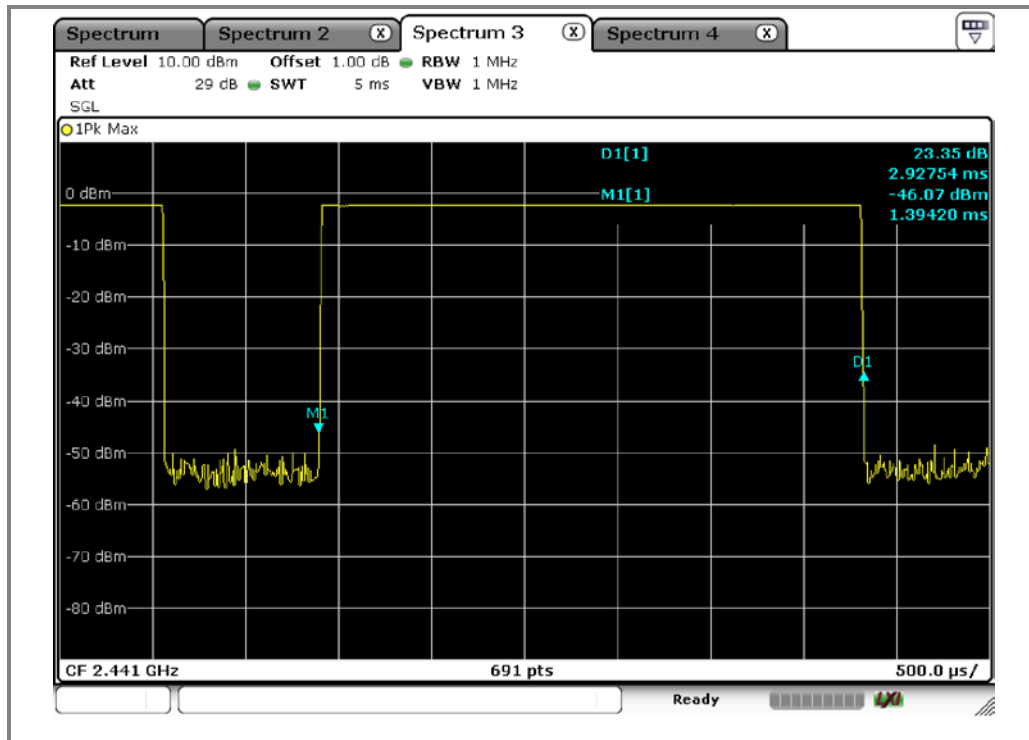 Spectrum Spectrum 2 X Spectrum 3 X Spectrum 4 X
Ref Level 10.00 dBm Offset 1.00 dB RBW 1 MHz
Att 29 dB SWT 5 ms VBW 1 MHz
SGL
1Pk Max
D1[1] 23.35 dB
2.92754 ms
0 dBm M1[1] -46.07 dBm
1.39420 ms
-10 dBm
-20 dBm
-30 dBm
D1
-40 dBm
M1
-50 dBm
-60 dBm
-70 dBm
-80 dBm
CF 2.441 GHz 691 pts 500.0 µs/
Ready LXI